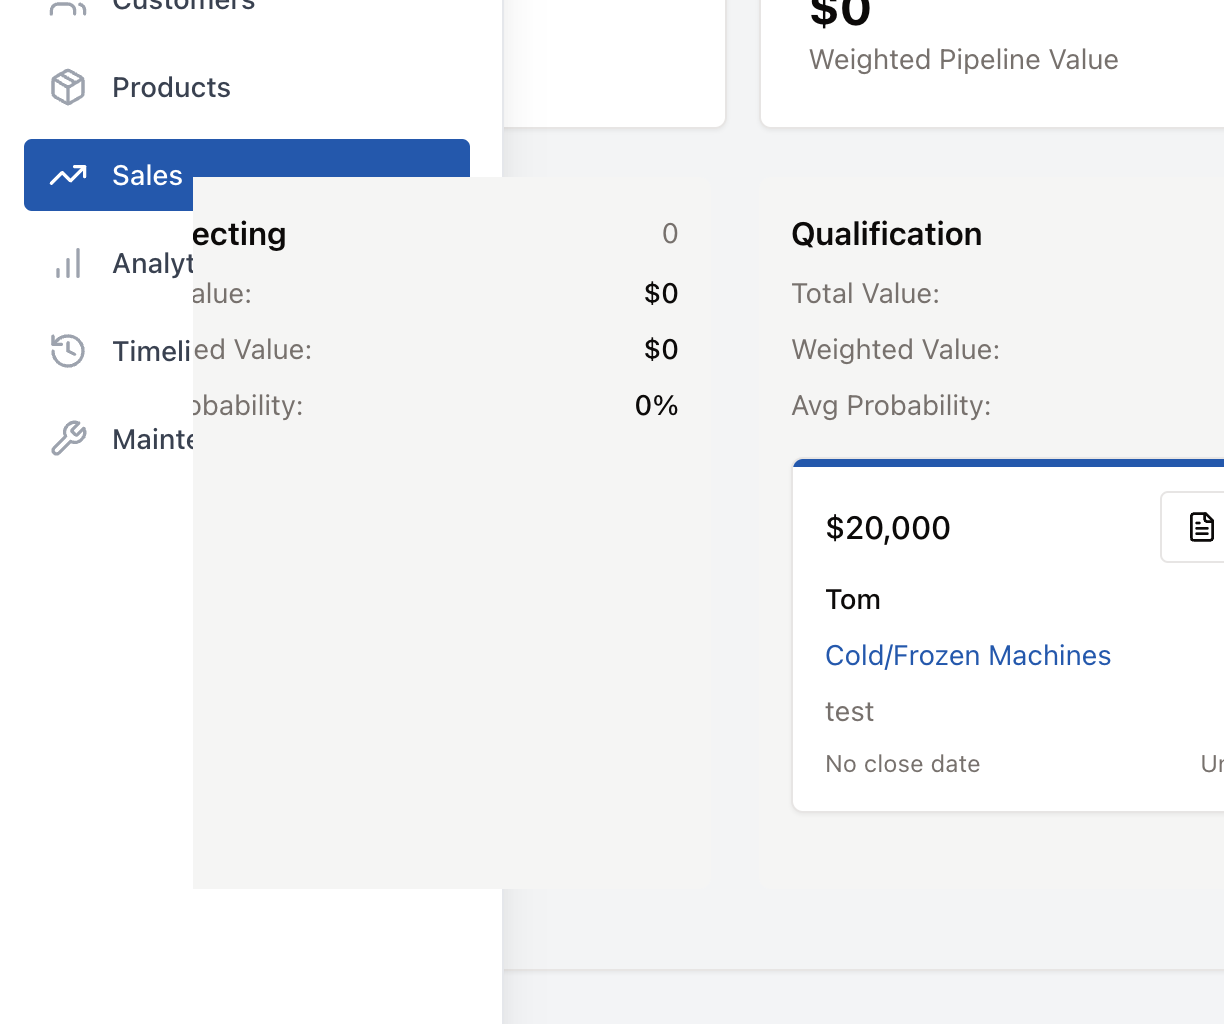 Customers
Products
Sales
Analyt
Timeli
Mainte
$0
Weighted Pipeline Value
ecting 0
alue: $0
ed Value: $0
obability: 0%
Qualification
Total Value:
Weighted Value:
Avg Probability:
$20,000
Tom
Cold/Frozen Machines
test
No close date Un